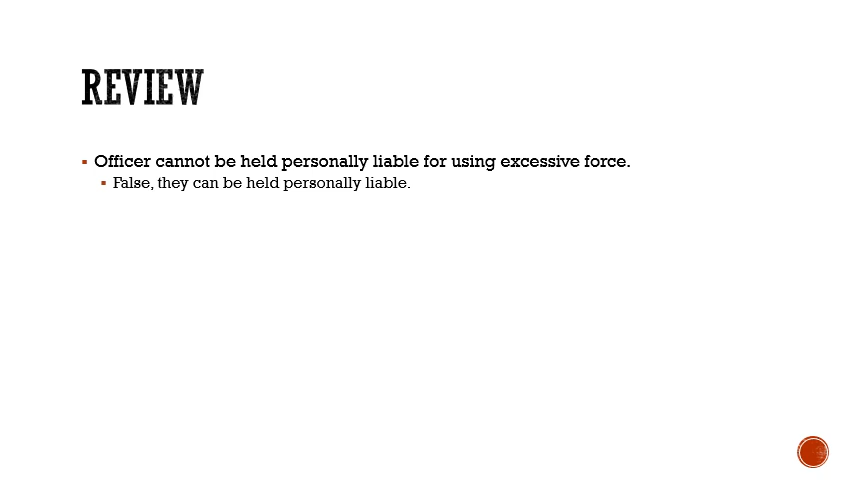 REVIEW
Officer cannot be held personally liable for using excessive force.
False, they can be held personally liable.